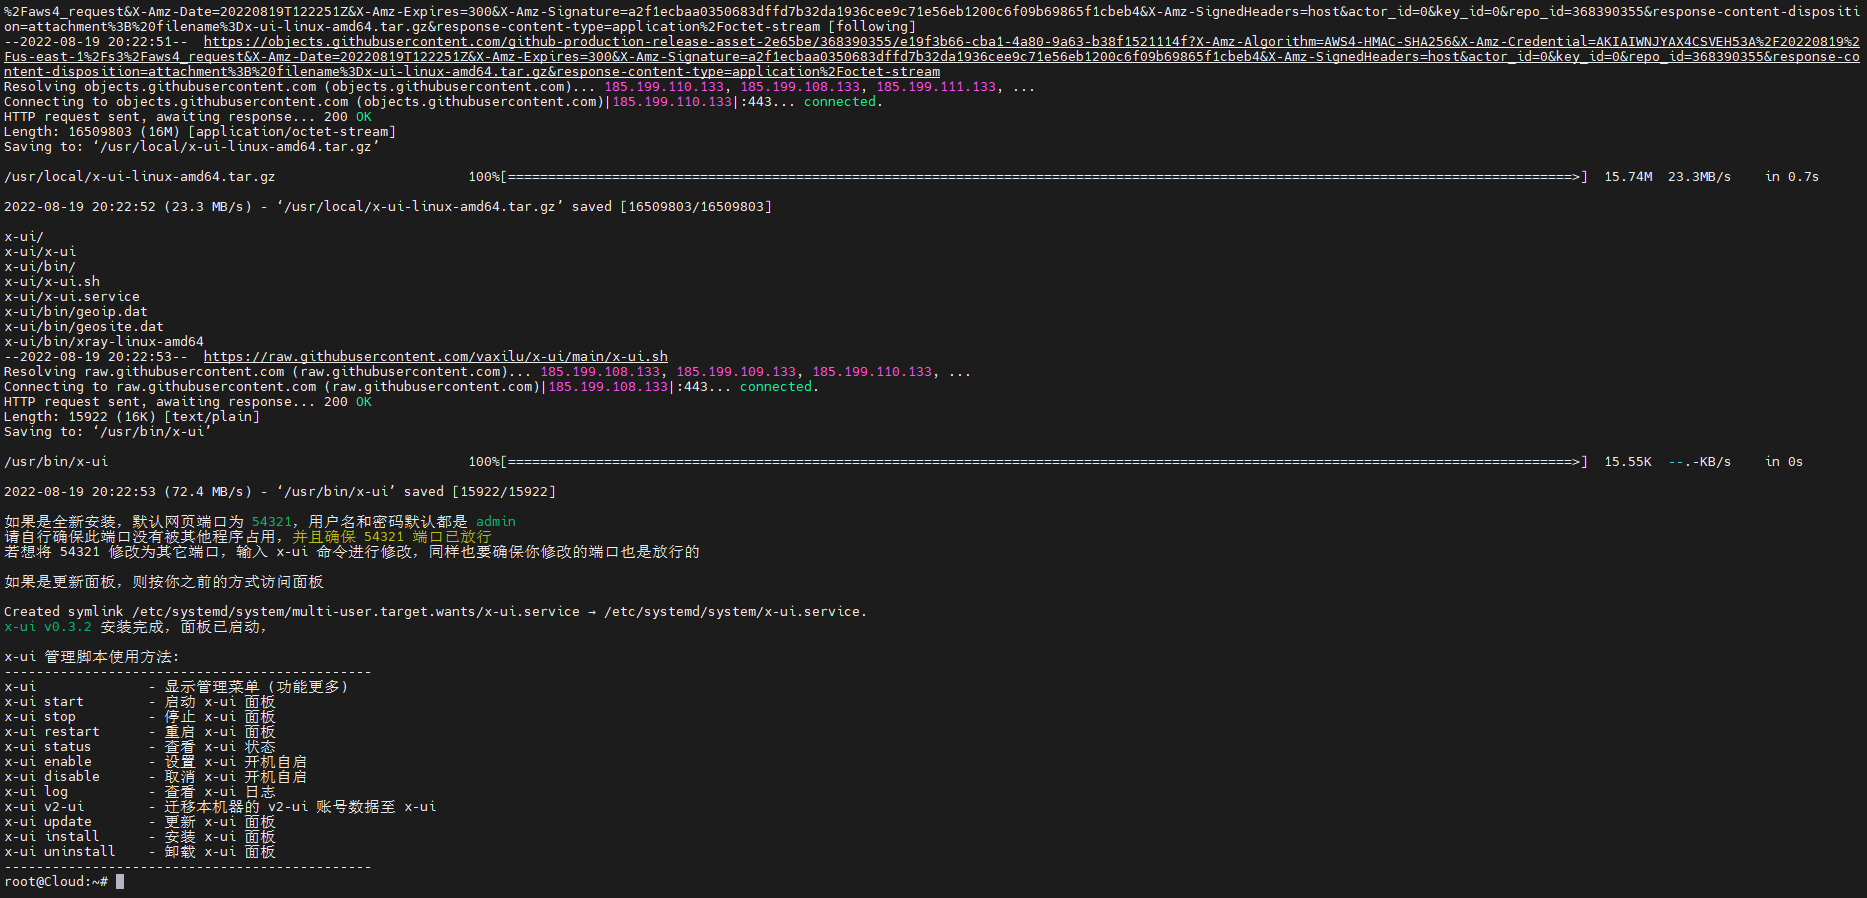 %2Faws4_request&X-Amz-Date=20220819T122251Z&X-Amz-Expires=300&X-Amz-Signature=a2f1ecbaa0350683dffd7b32da1936cee9c71e56eb1200c6f09b69865f1cbeb4&X-Amz-SignedHeaders=host&actor_id=0&key_id=0&repo_id=368390355&response-content-dispositi
on=attachment%3B%20filename%3Dx-ui-linux-amd64.tar.gz&response-content-type=application%2Foctet-stream [following]
--2022-08-19 20:22:51-- https://objects.githubusercontent.com/github-production-release-asset-2e65be/368390355/e19f3b66-cba1-4a80-9a63-b38f1521114f?X-Amz-Algorithm=AWS4-HMAC-SHA256&X-Amz-Credential=AKIAIWNJYAX4CSVEH53A%2F20220819%2
Fus-east-1%2Fs3%2Faws4_request&X-Amz-Date=20220819T122251Z&X-Amz-Expires=300&X-Amz-Signature=a2f1ecbaa0350683dffd7b32da1936cee9c71e56eb1200c6f09b69865f1cbeb4&X-Amz-SignedHeaders=host&actor_id=0&key_id=0&repo_id=368390355&response-co
ntent-disposition=attachment%3B%20filename%3Dx-ui-linux-amd64.tar.gz&response-content-type=application%2Foctet-stream
Resolving objects.githubusercontent.com (objects.githubusercontent.com)... 185.199.110.133, 185.199.108.133, 185.199.111.133, ...
Connecting to objects.githubusercontent.com (objects.githubusercontent.com)|185.199.110.133|:443... connected.
HTTP request sent, awaiting response... 200 OK
Length: 16509803 (16M) [application/octet-stream]
Saving to: ‘/usr/local/x-ui-linux-amd64.tar.gz’
/usr/local/x-ui-linux-amd64.tar.gz 100%[=====================================================================================================================================>] 15.74M 23.3MB/s in 0.7s
2022-08-19 20:22:52 (23.3 MB/s) - ‘/usr/local/x-ui-linux-amd64.tar.gz’ saved [16509803/16509803]
x-ui/
x-ui/x-ui
x-ui/bin/
x-ui/x-ui.sh
x-ui/x-ui.service
x-ui/bin/geoip.dat
x-ui/bin/geosite.dat
x-ui/bin/xray-linux-amd64
--2022-08-19 20:22:53-- https://raw.githubusercontent.com/vaxilu/x-ui/main/x-ui.sh
Resolving raw.githubusercontent.com (raw.githubusercontent.com)... 185.199.108.133, 185.199.109.133, 185.199.110.133, ...
Connecting to raw.githubusercontent.com (raw.githubusercontent.com)|185.199.108.133|:443... connected.
HTTP request sent, awaiting response... 200 OK
Length: 15922 (16K) [text/plain]
Saving to: ‘/usr/bin/x-ui’
/usr/bin/x-ui 100%[=====================================================================================================================================>] 15.55K --.-KB/s in 0s
2022-08-19 20:22:53 (72.4 MB/s) - ‘/usr/bin/x-ui’ saved [15922/15922]
如果是全新安装，默认网页端口为 54321，用户名和密码默认都是 admin
请自行确保此端口没有被其他程序占用，并且确保 54321 端口已放行
若想将 54321 修改为其它端口，输入 x-ui 命令进行修改，同样也要确保你修改的端口也是放行的
如果是更新面板，则按你之前的方式访问面板
Created symlink /etc/systemd/system/multi-user.target.wants/x-ui.service → /etc/systemd/system/x-ui.service.
x-ui v0.3.2 安装完成，面板已启动，
x-ui 管理脚本使用方法:
----------------------------------------------
x-ui - 显示管理菜单 (功能更多)
x-ui start - 启动 x-ui 面板
x-ui stop - 停止 x-ui 面板
x-ui restart - 重启 x-ui 面板
x-ui status - 查看 x-ui 状态
x-ui enable - 设置 x-ui 开机自启
x-ui disable - 取消 x-ui 开机自启
x-ui log - 查看 x-ui 日志
x-ui v2-ui - 迁移本机器的 v2-ui 账号数据至 x-ui
x-ui update - 更新 x-ui 面板
x-ui install - 安装 x-ui 面板
x-ui uninstall - 卸载 x-ui 面板
----------------------------------------------
root@Cloud:~#